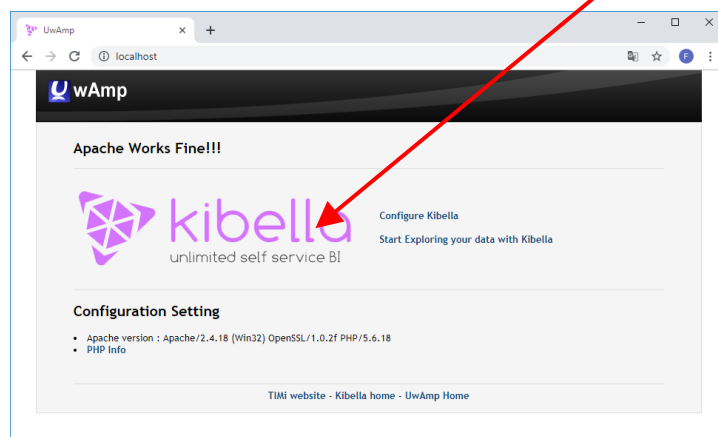 UwAmp
localhost
F
UwAmp
Apache Works Fine!!!
kibella
unlimited self service BI
Configure Kibella
Start Exploring your data with Kibella
Configuration Setting
Apache version : Apache/2.4.18 (Win32) OpenSSL/1.0.2f PHP/5.6.18
PHP Info
TIMi website - Kibella home - UwAmp Home